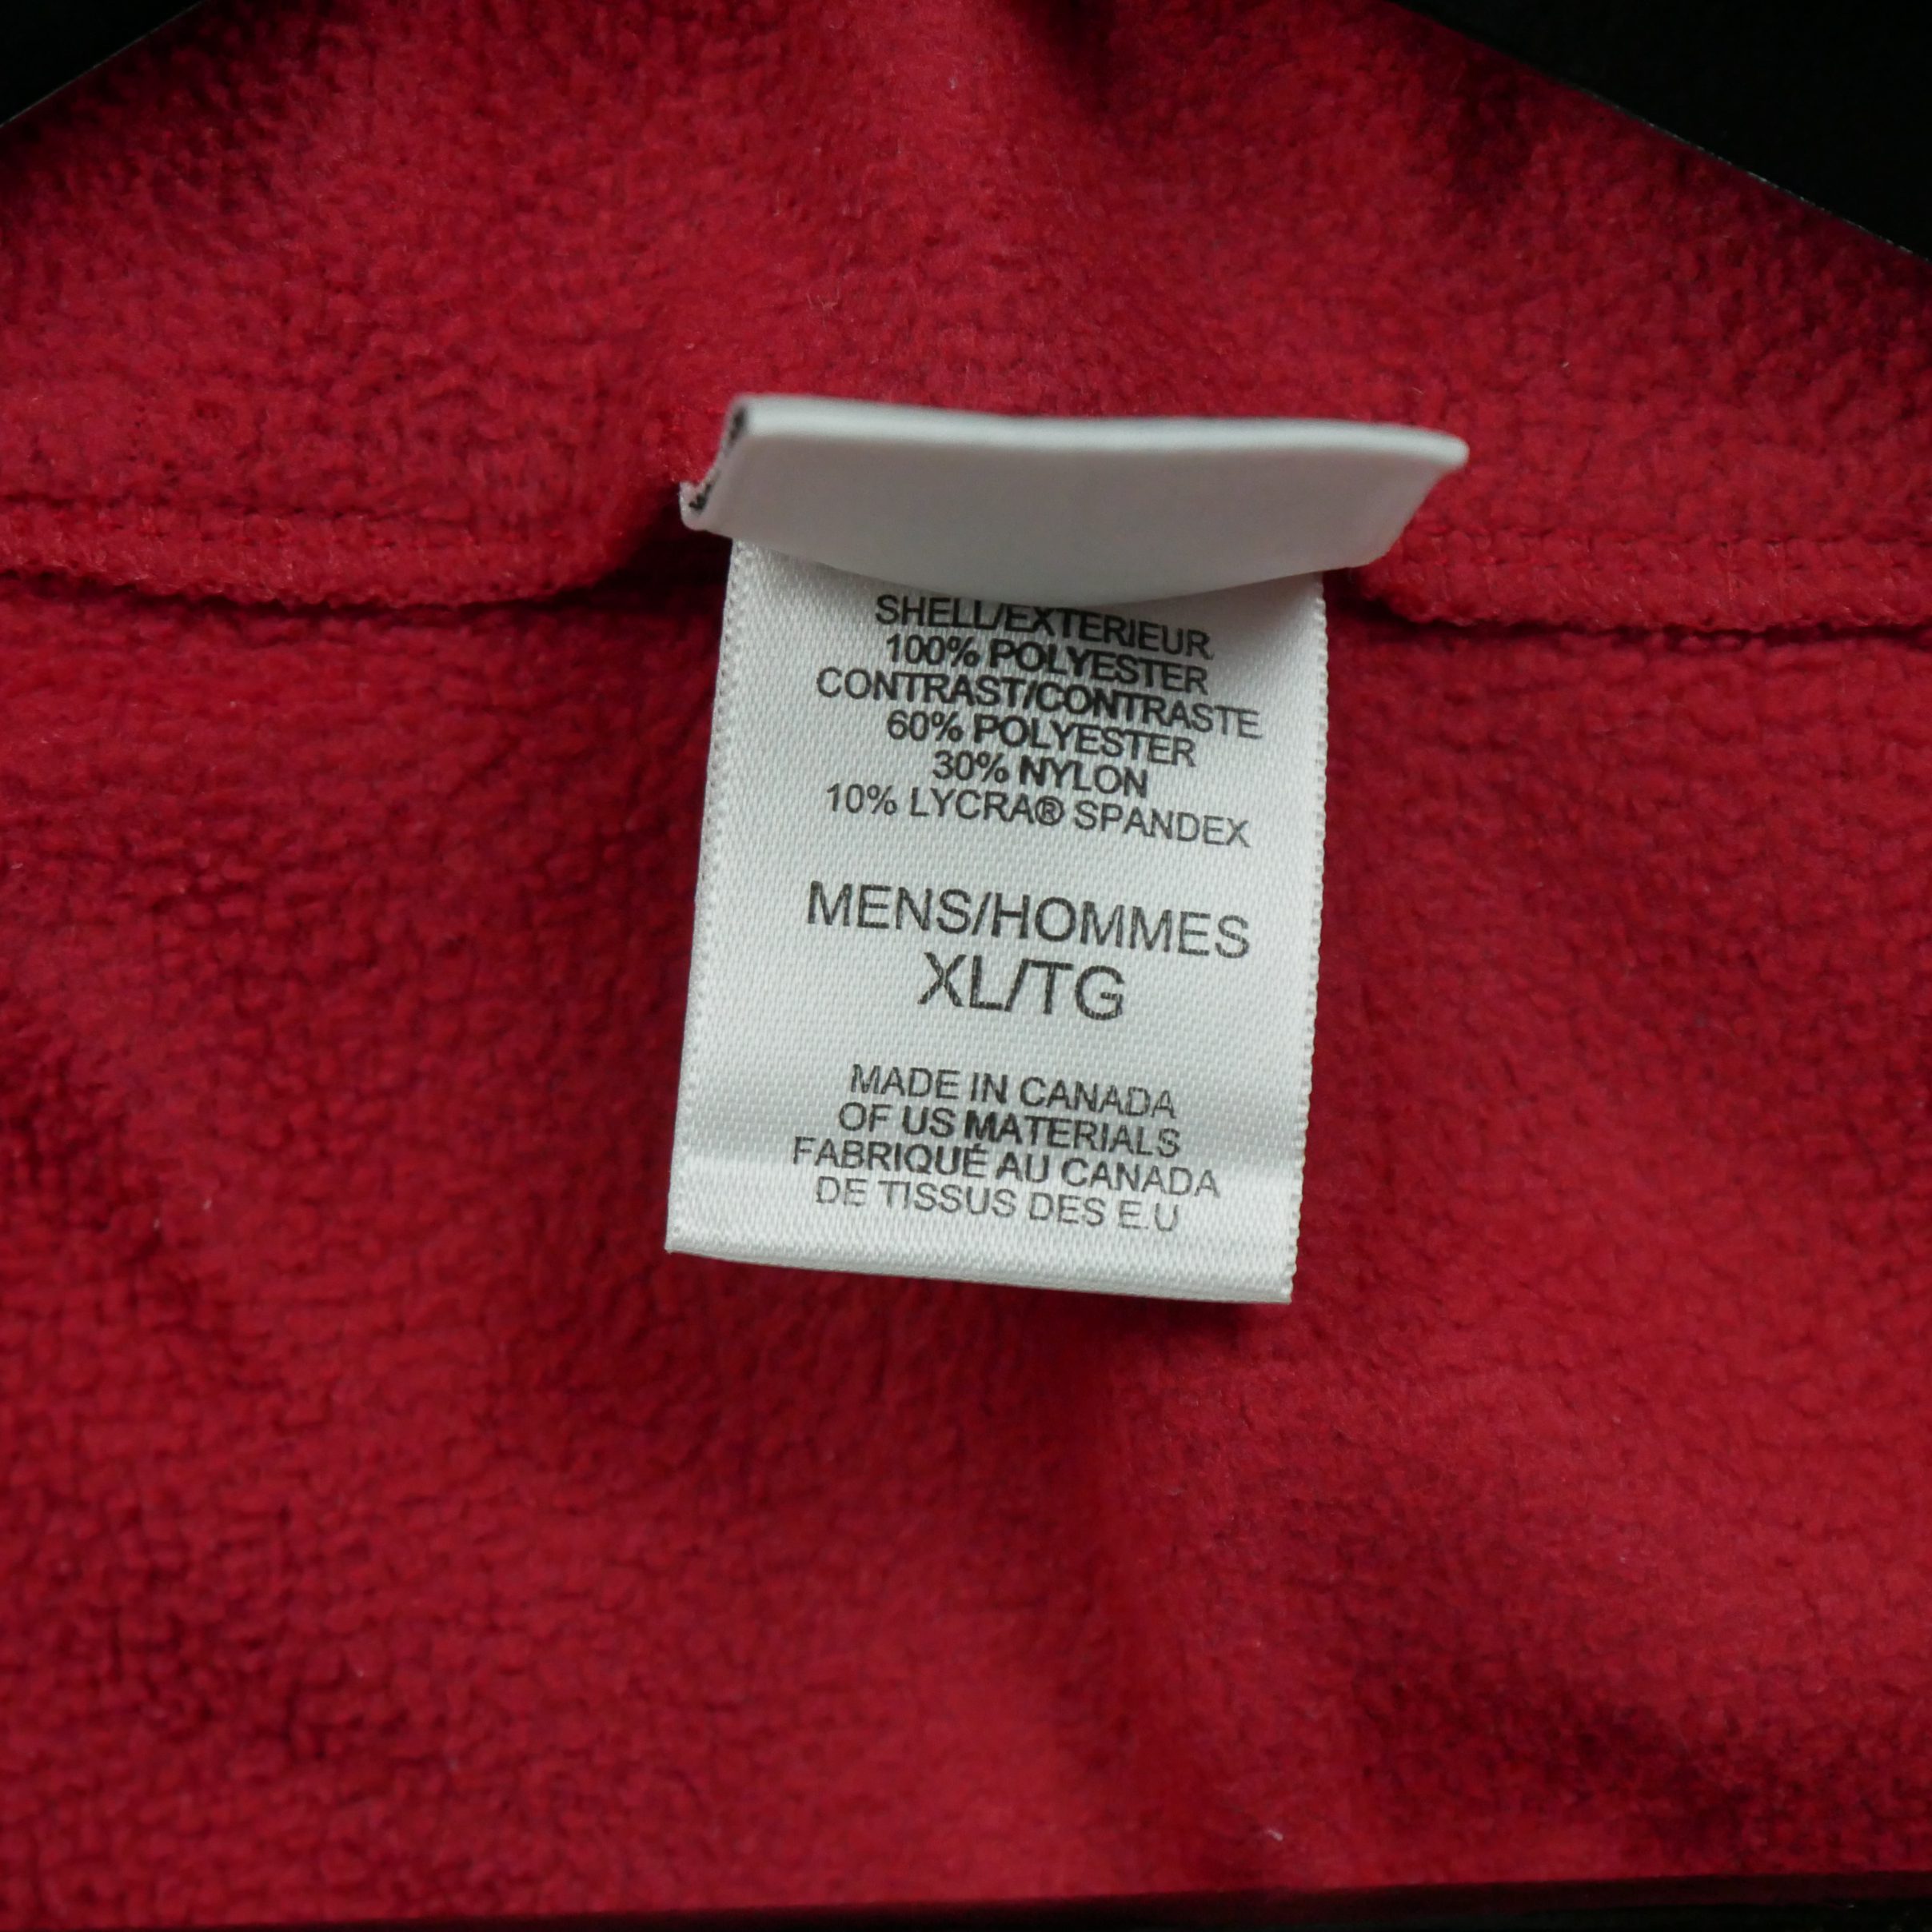 SHELL/EXTERIEUR
100% POLYESTER
CONTRAST/CONTRASTE
60% POLYESTER
30% NYLON
10% LYCRA® SPANDEX
MENS/HOMMES
XL/TG
MADE IN CANADA
OF US MATERIALS
FABRIQUÉ AU CANADA
DE TISSUS DES E.U